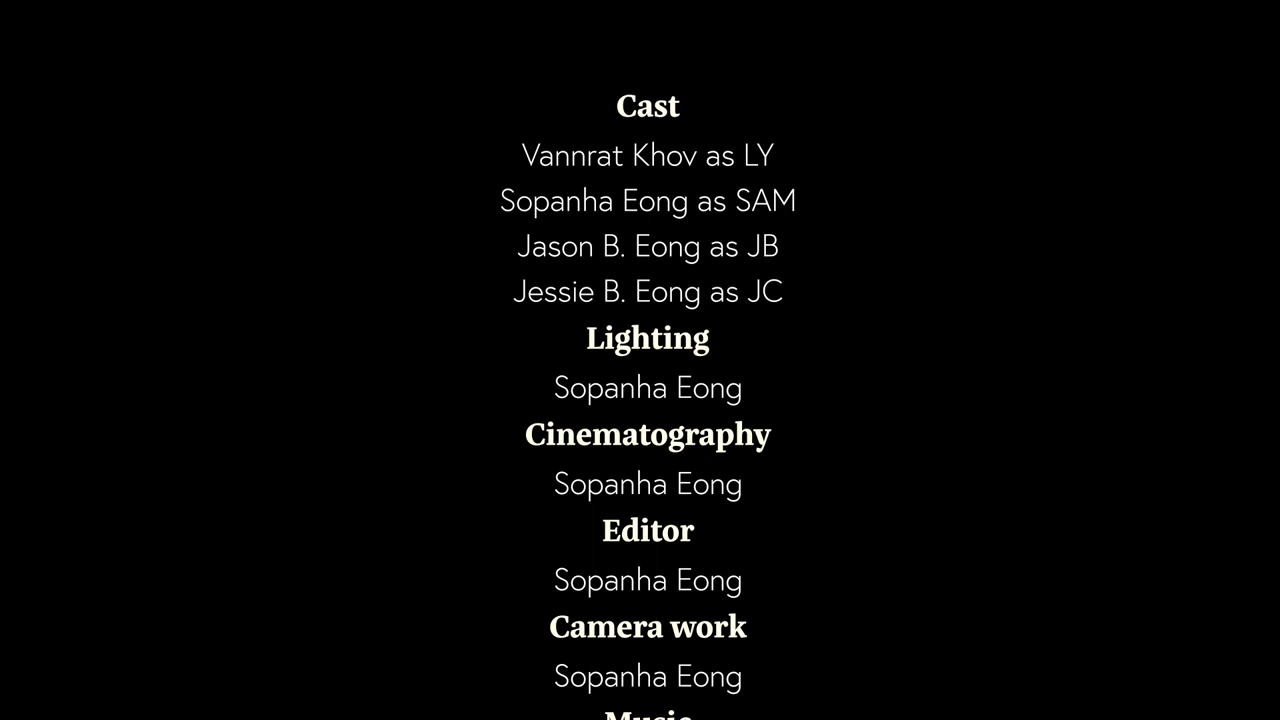 Cast
Vannrat Khov as LY
Sopanha Eong as SAM
Jason B. Eong as JB
Jessie B. Eong as JC
Lighting
Sopanha Eong
Cinematography
Sopanha Eong
Editor
Sopanha Eong
Camera work
Sopanha Eong
Music